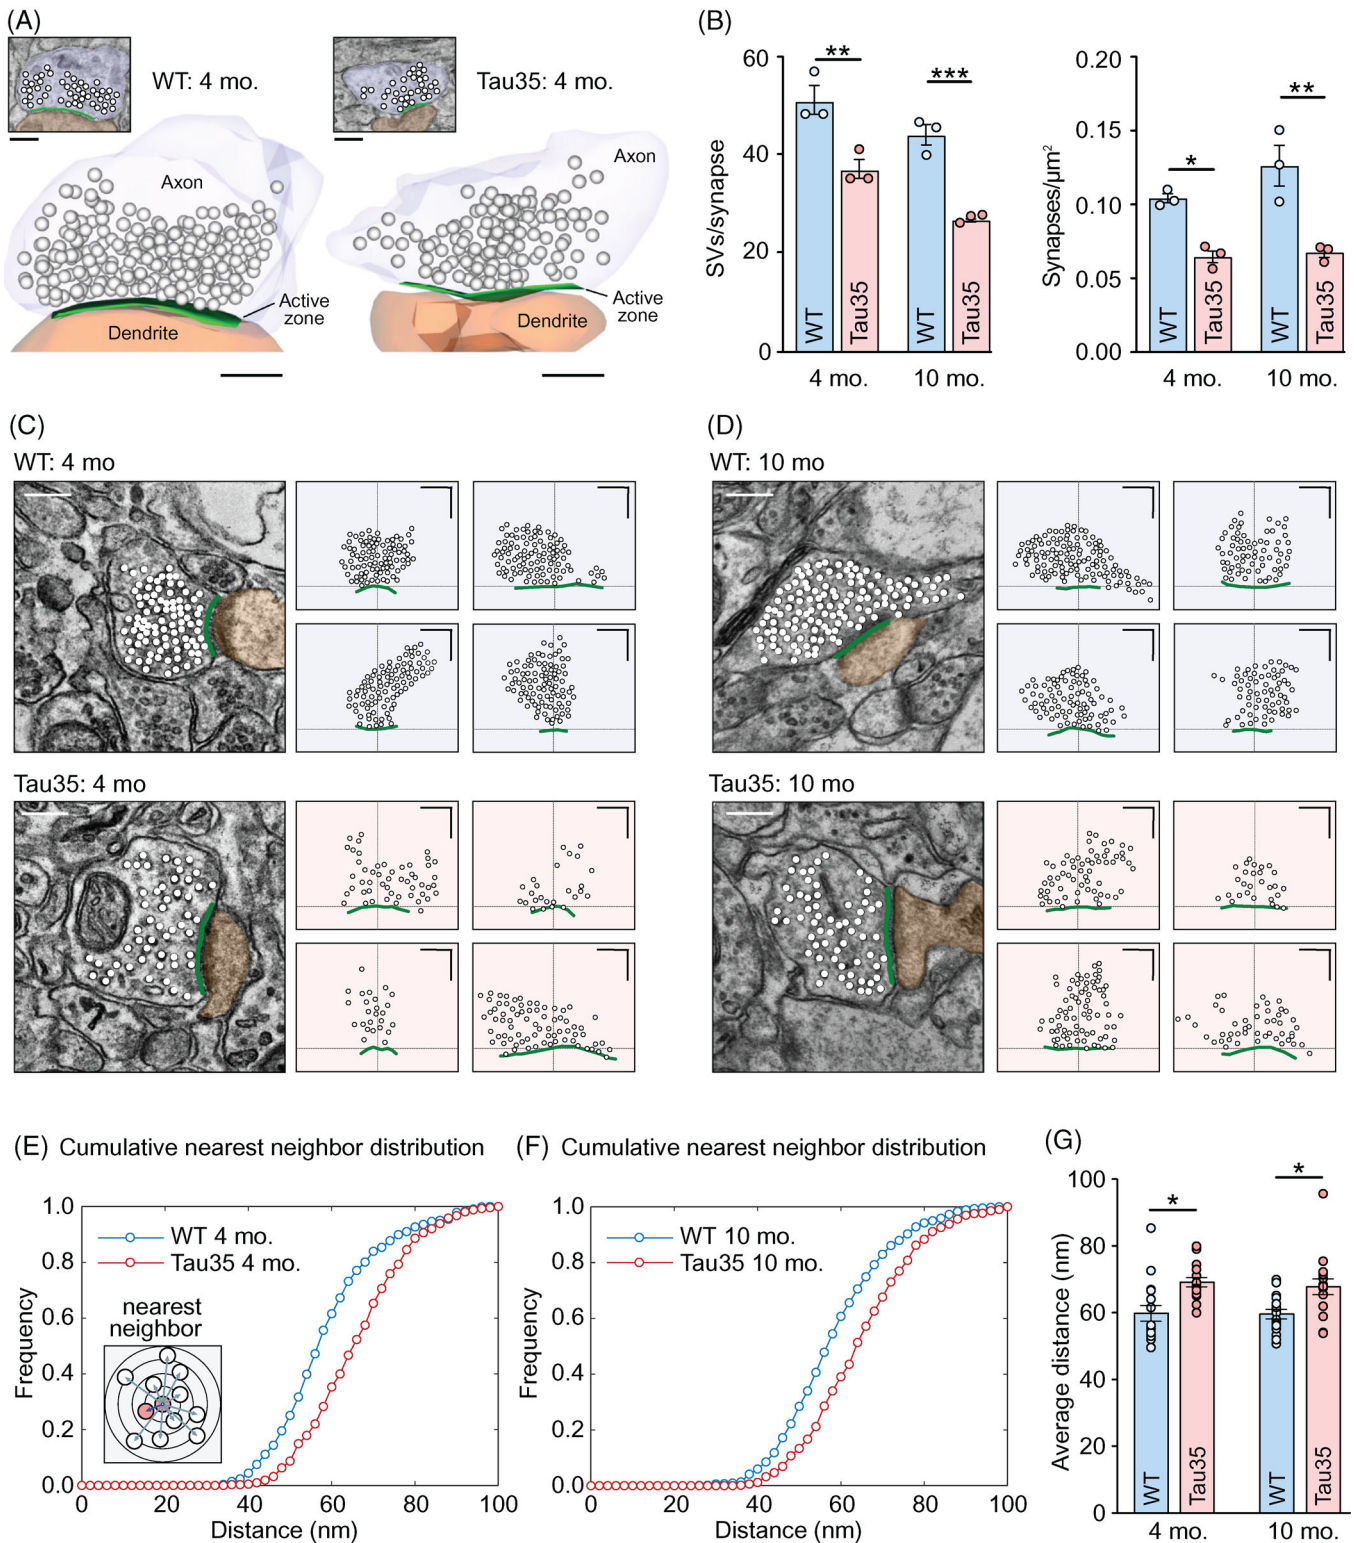 (A)
WT: 4 mo.
Tau35: 4 mo.
Axon
Axon
Active
zone
Active
zone
Dendrite
Dendrite
(B)
SVs/synapse
60
40
20
0
**
***
WT
Tau35
WT
Tau35
4 mo.
10 mo.
Synapses/µm²
0.20
0.15
0.10
0.05
0.00
*
**
WT
Tau35
WT
Tau35
4 mo.
10 mo.
(C)
WT: 4 mo
Tau35: 4 mo
(D)
WT: 10 mo
Tau35: 10 mo
(E) Cumulative nearest neighbor distribution
Frequency
1.0
0.8
0.6
0.4
0.2
0.0
WT 4 mo.
Tau35 4 mo.
nearest
neighbor
0 20 40 60 80 100
Distance (nm)
(F) Cumulative nearest neighbor distribution
Frequency
1.0
0.8
0.6
0.4
0.2
0.0
WT 10 mo.
Tau35 10 mo.
0 20 40 60 80 100
Distance (nm)
(G)
Average distance (nm)
100
80
60
40
20
0
*
*
WT
Tau35
WT
Tau35
4 mo.
10 mo.